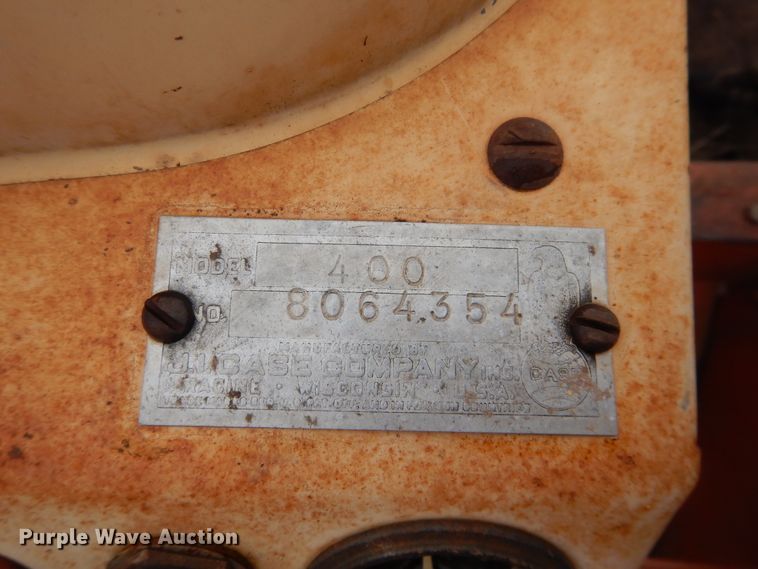 MODEL 400
NO. 8064354
MANUFACTURED BY
J.I. CASE COMPANY INC.
RACINE · WISCONSIN · U.S.A.
CASE
Purple Wave Auction